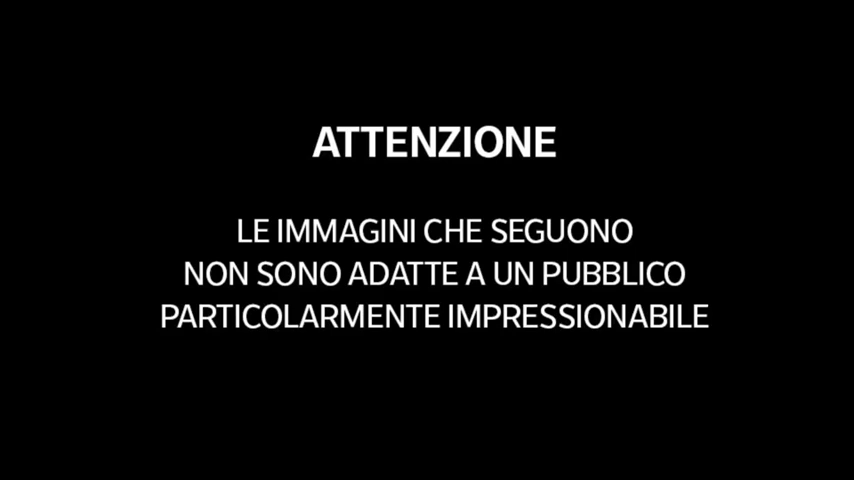 ATTENZIONE
LE IMMAGINI CHE SEGUONO
NON SONO ADATTE A UN PUBBLICO
PARTICOLARMENTE IMPRESSIONABILE